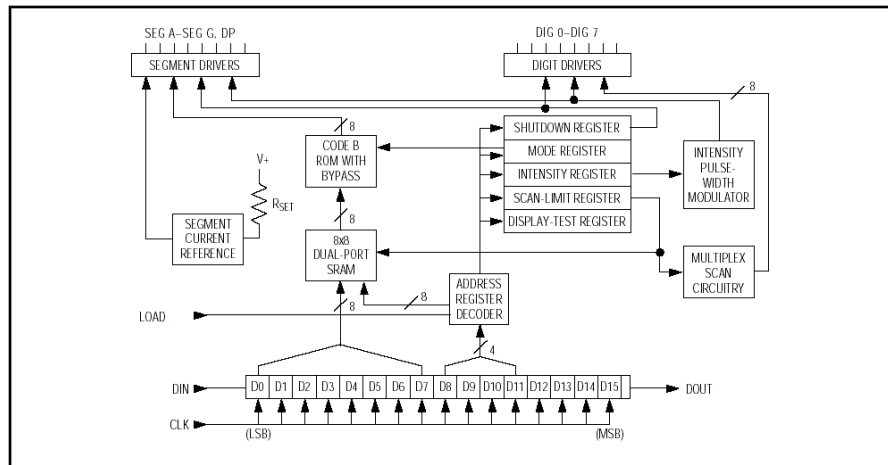 SEG A–SEG G, DP
DIG 0–DIG 7
SEGMENT DRIVERS
DIGIT DRIVERS
8
8
SHUTDOWN REGISTER
MODE REGISTER
INTENSITY REGISTER
SCAN-LIMIT REGISTER
DISPLAY-TEST REGISTER
CODE B
ROM WITH
BYPASS
INTENSITY
PULSE-
WIDTH
MODULATOR
V+
RSET
SEGMENT
CURRENT
REFERENCE
8
8x8
DUAL-PORT
SRAM
MULTIPLEX
SCAN
CIRCUITRY
ADDRESS
REGISTER
DECODER
8
8
LOAD
4
DIN
D0 D1 D2 D3 D4 D5 D6 D7 D8 D9 D10 D11 D12 D13 D14 D15
DOUT
CLK
(LSB)
(MSB)